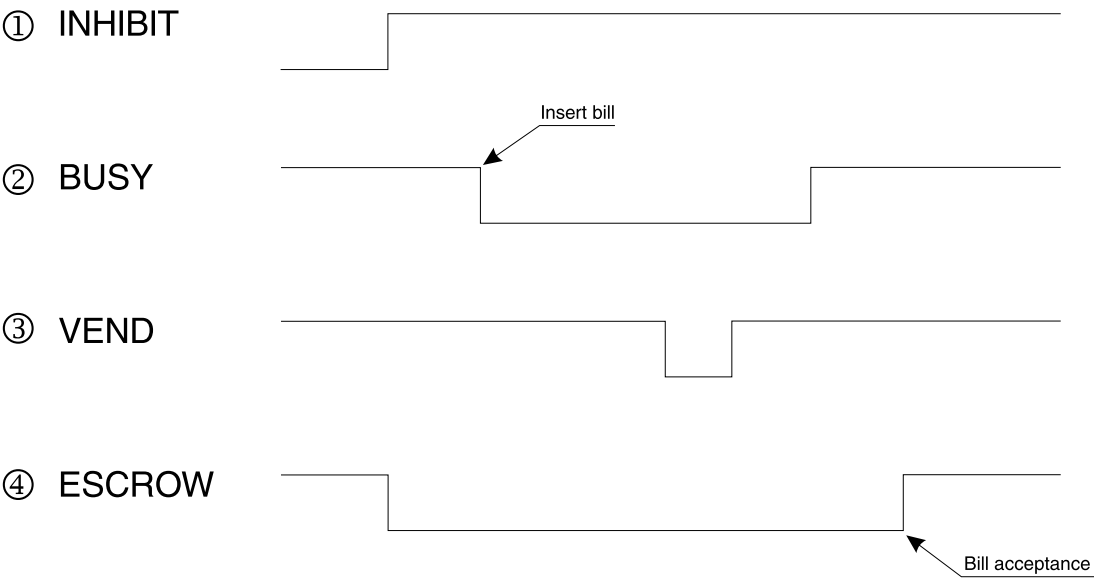 ① INHIBIT
Insert bill
② BUSY
③ VEND
④ ESCROW
Bill acceptance